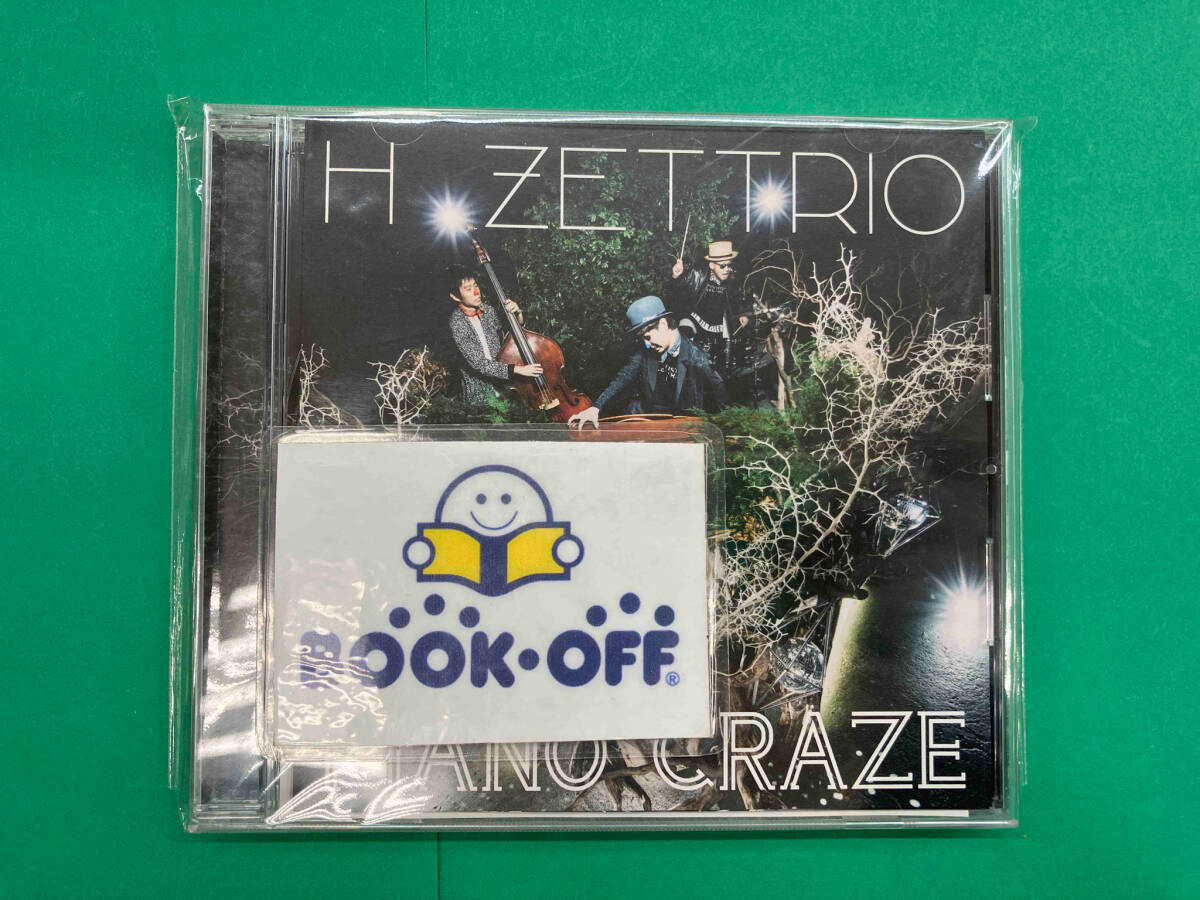 H ZETTRIO
BOOK・OFF®
PIANO CRAZE